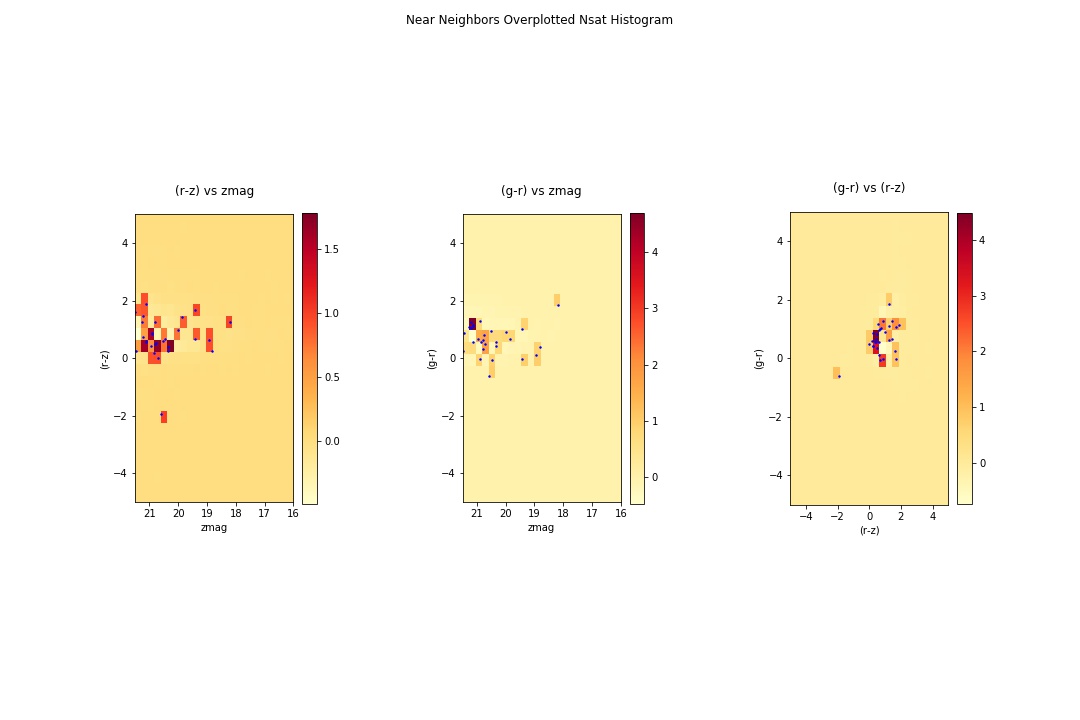 Near Neighbors Overplotted Nsat Histogram
(r-z) vs zmag
4
2
0
−2
−4
(r-z)
21 20 19 18 17 16
zmag
1.5
1.0
0.5
0.0
(g-r) vs zmag
4
2
0
−2
−4
(g-r)
21 20 19 18 17 16
zmag
4
3
2
1
0
(g-r) vs (r-z)
4
2
0
−2
−4
(g-r)
−4 −2 0 2 4
(r-z)
4
3
2
1
0